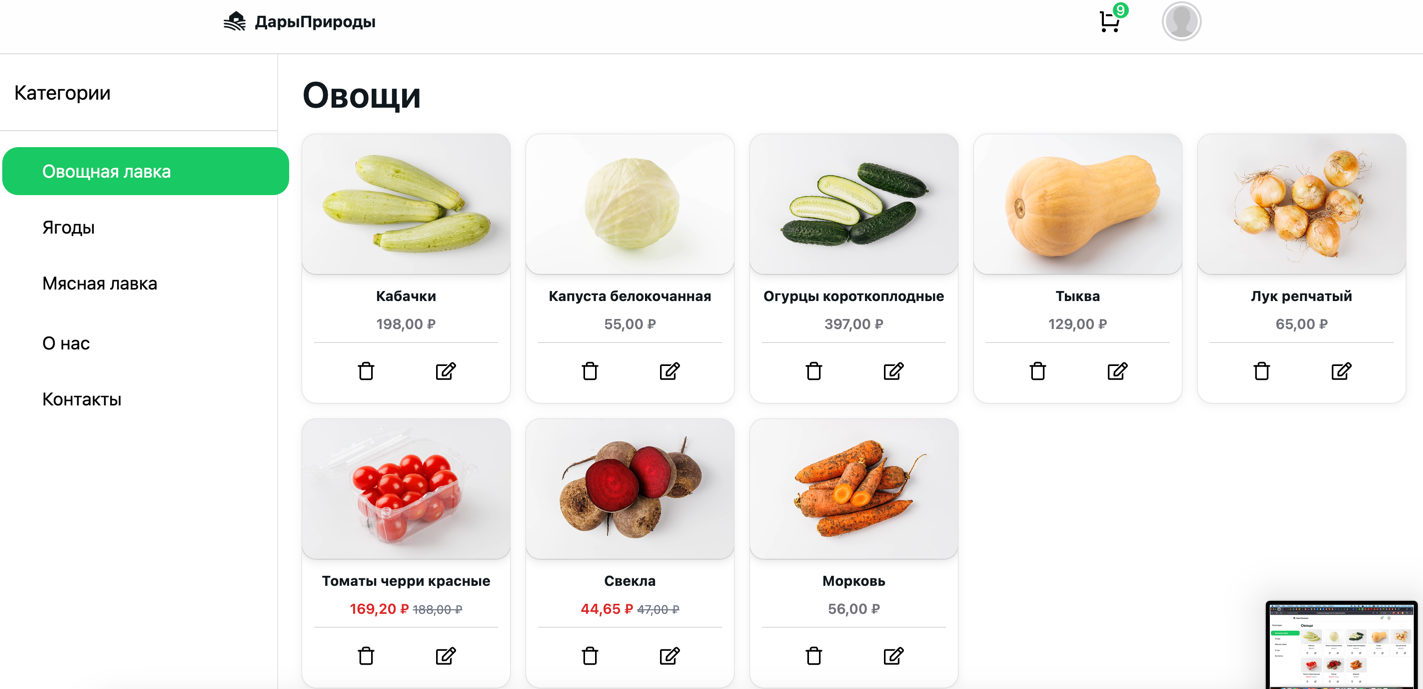 ДарыПрироды
9
Категории
Овощная лавка
Ягоды
Мясная лавка
О нас
Контакты
Овощи
Кабачки
198,00 ₽
Капуста белокочанная
55,00 ₽
Огурцы короткоплодные
397,00 ₽
Тыква
129,00 ₽
Лук репчатый
65,00 ₽
Томаты черри красные
169,20 ₽ 188,00 ₽
Свекла
44,65 ₽ 47,00 ₽
Морковь
56,00 ₽
Овощи